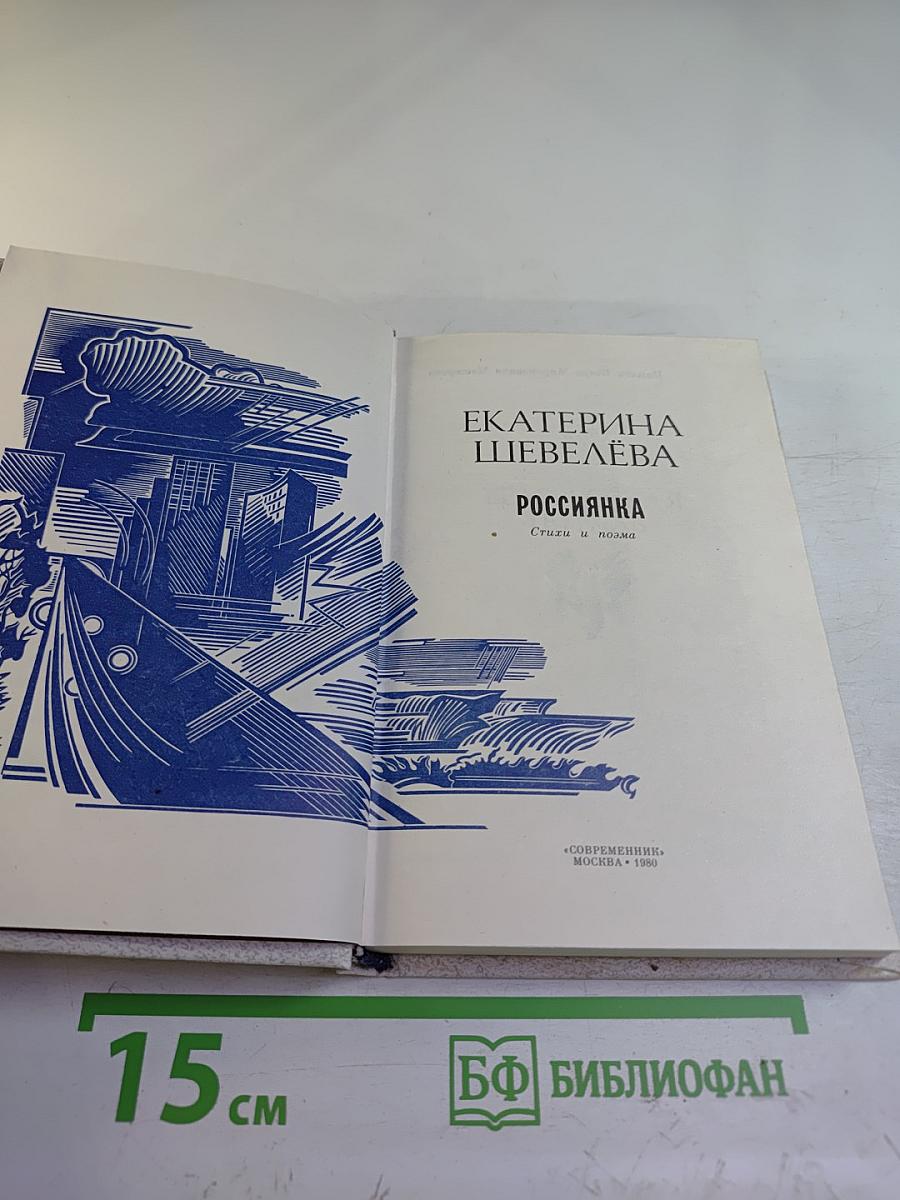 ЕКАТЕРИНА
ШЕВЕЛЁВА
РОССИЯНКА
Стихи и поэма
«СОВРЕМЕННИК»
МОСКВА • 1980
15 см
БФ БИБЛИОФАН